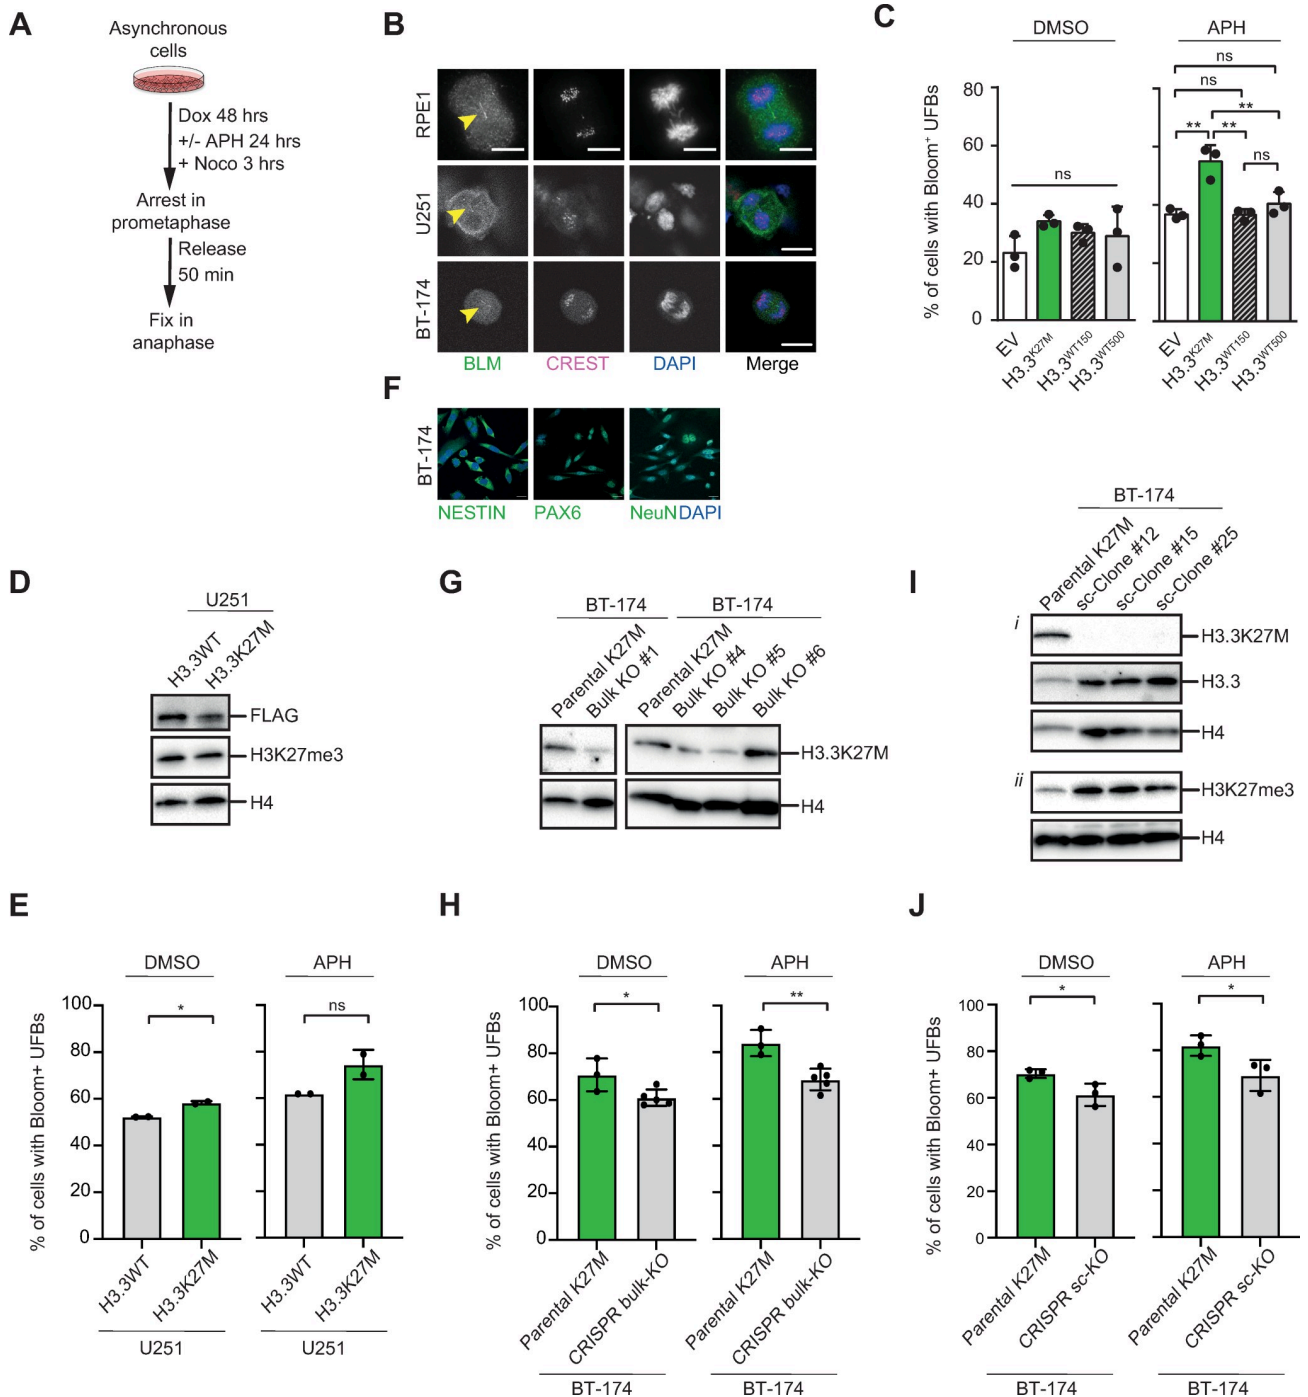 A
Asynchronous
cells
Dox 48 hrs
+/- APH 24 hrs
+ Noco 3 hrs
Arrest in
prometaphase
Release
50 min
Fix in
anaphase
B
RPE1
U251
BT-174
BLM
CREST
DAPI
Merge
C
DMSO
APH
% of cells with Bloom⁺ UFBs
80
60
40
20
0
ns
ns
ns
**
**
**
ns
EV
H3.3K27M
H3.3WT150
H3.3WT500
EV
H3.3K27M
H3.3WT150
H3.3WT500
F
BT-174
NESTIN
PAX6
NeuNDAPI
D
U251
H3.3WT
H3.3K27M
FLAG
H3K27me3
H4
G
BT-174
BT-174
Parental K27M
Bulk KO #1
Parental K27M
Bulk KO #4
Bulk KO #5
Bulk KO #6
H3.3K27M
H4
I
BT-174
Parental K27M
sc-Clone #12
sc-Clone #15
sc-Clone #25
i
H3.3K27M
H3.3
H4
ii
H3K27me3
H4
E
DMSO
APH
% of cells with Bloom+ UFBs
100
80
60
40
20
0
*
ns
H3.3WT
H3.3K27M
H3.3WT
H3.3K27M
U251
U251
H
DMSO
APH
% of cells with Bloom+ UFBs
100
80
60
40
20
0
*
**
Parental K27M
CRISPR bulk-KO
Parental K27M
CRISPR bulk-KO
BT-174
BT-174
J
DMSO
APH
% of cells with Bloom+ UFBs
100
80
60
40
20
0
*
*
Parental K27M
CRISPR sc-KO
Parental K27M
CRISPR sc-KO
BT-174
BT-174